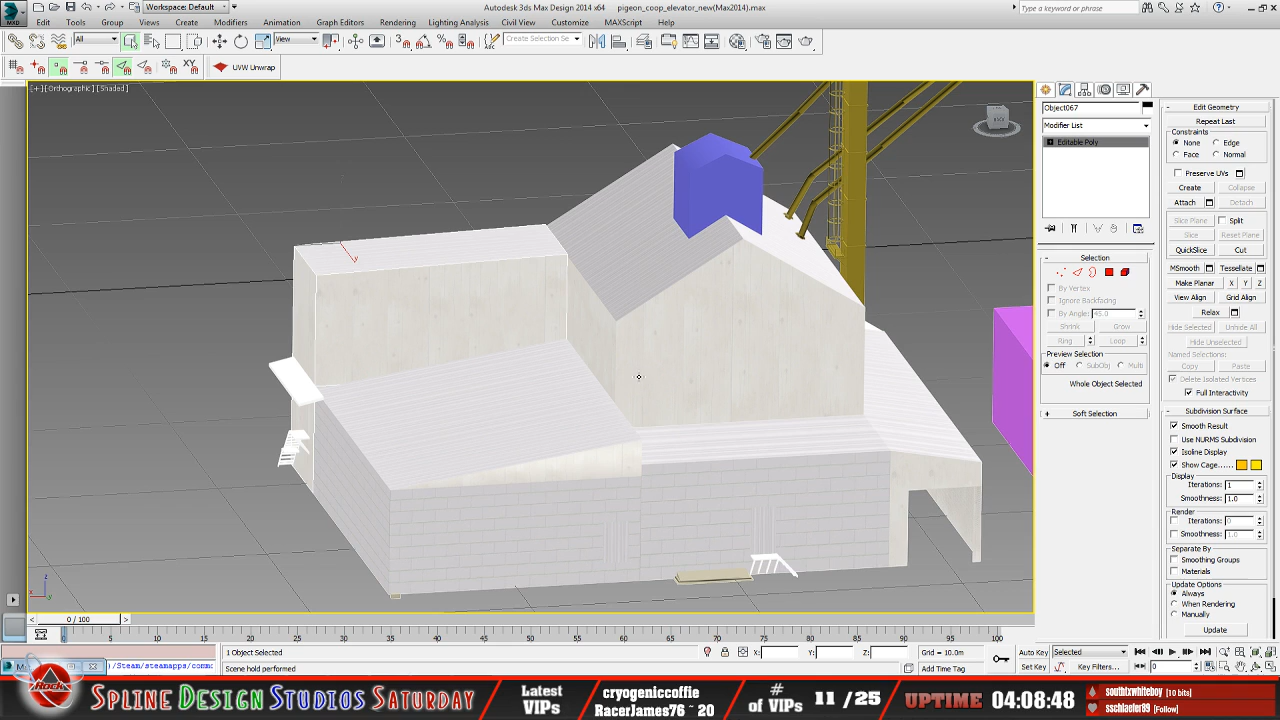 MXD
Workspace: Default
Autodesk 3ds Max Design 2014 x64
pigeon_coop_elevator_new(Max2014).max
Type a keyword or phrase
Edit Tools Group Views Create Modifiers Animation Graph Editors Rendering Lighting Analysis Civil View Customize MAXScript Help
All View 3 Create Selection Se
XY UVW Unwrap
[+][Orthographic][Shaded]
BACK
Object067
Modifier List
Editable Poly
Selection
By Vertex
Ignore Backfacing
By Angle: 45.0
Shrink Grow
Ring Loop
Preview Selection
Off SubObj Multi
Whole Object Selected
Soft Selection
Edit Geometry
Repeat Last
Constraints
None Edge
Face Normal
Preserve UVs
Create Collapse
Attach Detach
Slice Plane Split
Slice Reset Plane
QuickSlice Cut
MSmooth Tessellate
Make Planar X Y Z
View Align Grid Align
Relax
Hide Selected Unhide All
Hide Unselected
Named Selections:
Copy Paste
Delete Isolated Vertices
Full Interactivity
Subdivision Surface
Smooth Result
Use NURMS Subdivision
Isoline Display
Show Cage......
Display
Iterations: 1
Smoothness: 1.0
Render
Iterations: 0
Smoothness: 1.0
Separate By
Smoothing Groups
Materials
Update Options
Always
When Rendering
Manually
Update
0 / 100
0 5 10 15 20 25 30 35 40 45 50 55 60 65 70 75 80 85 90 95 100
1 Object Selected
X: Y: Z: Grid = 10.0m
Auto Key Selected
/Steam/steamapps/commo
Scene hold performed
Add Time Tag
Set Key Key Filters... 0
ROCK
SPLINE DESIGN STUDIOS SATURDAY
Latest VIPs
cryogeniccoffie
RacerJames76 ~ 20
# of VIPs
11 /25
UPTIME 04:08:48
southtxwhiteboy [10 bits]
sschlaefer89 [Follow]